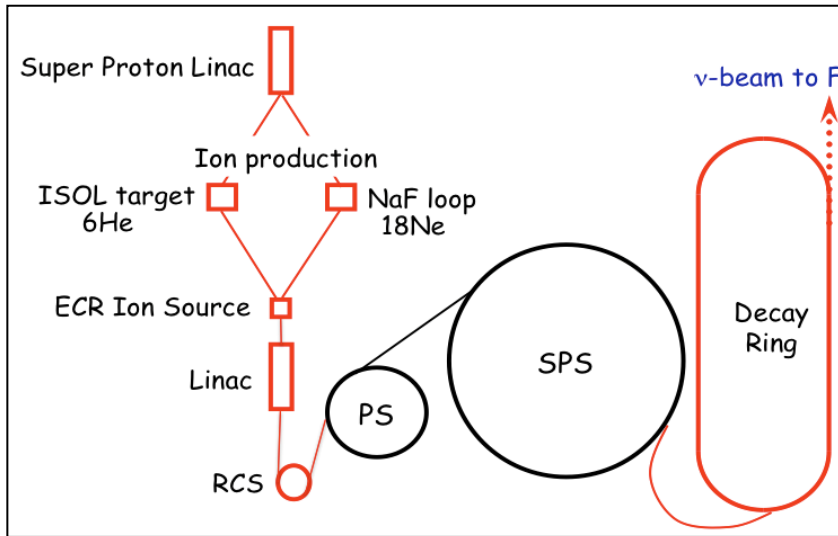 Super Proton Linac
ν-beam to F
Ion production
ISOL target
6He
NaF loop
18Ne
ECR Ion Source
Linac
PS
SPS
Decay
Ring
RCS